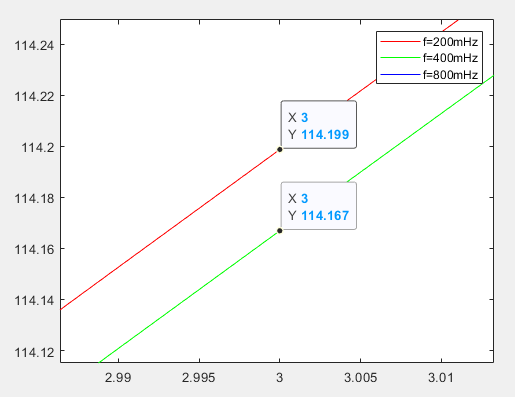 114.24
114.22
114.2
114.18
114.16
114.14
114.12
f=200mHz
f=400mHz
f=800mHz
X 3
Y 114.199
X 3
Y 114.167
2.99
2.995
3
3.005
3.01